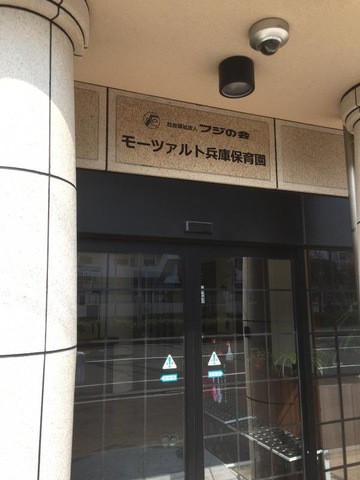 社会福祉法人 フジの会
モーツァルト兵庫保育園